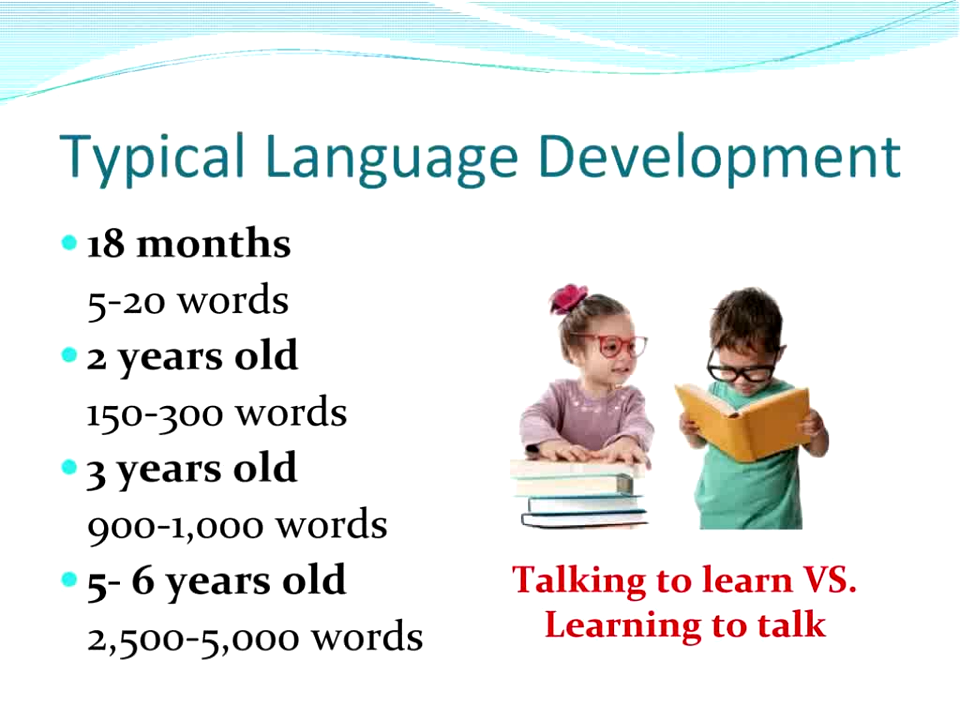 Typical Language Development
• 18 months
5-20 words
• 2 years old
150-300 words
• 3 years old
900-1,000 words
• 5- 6 years old
2,500-5,000 words
Talking to learn VS.
Learning to talk